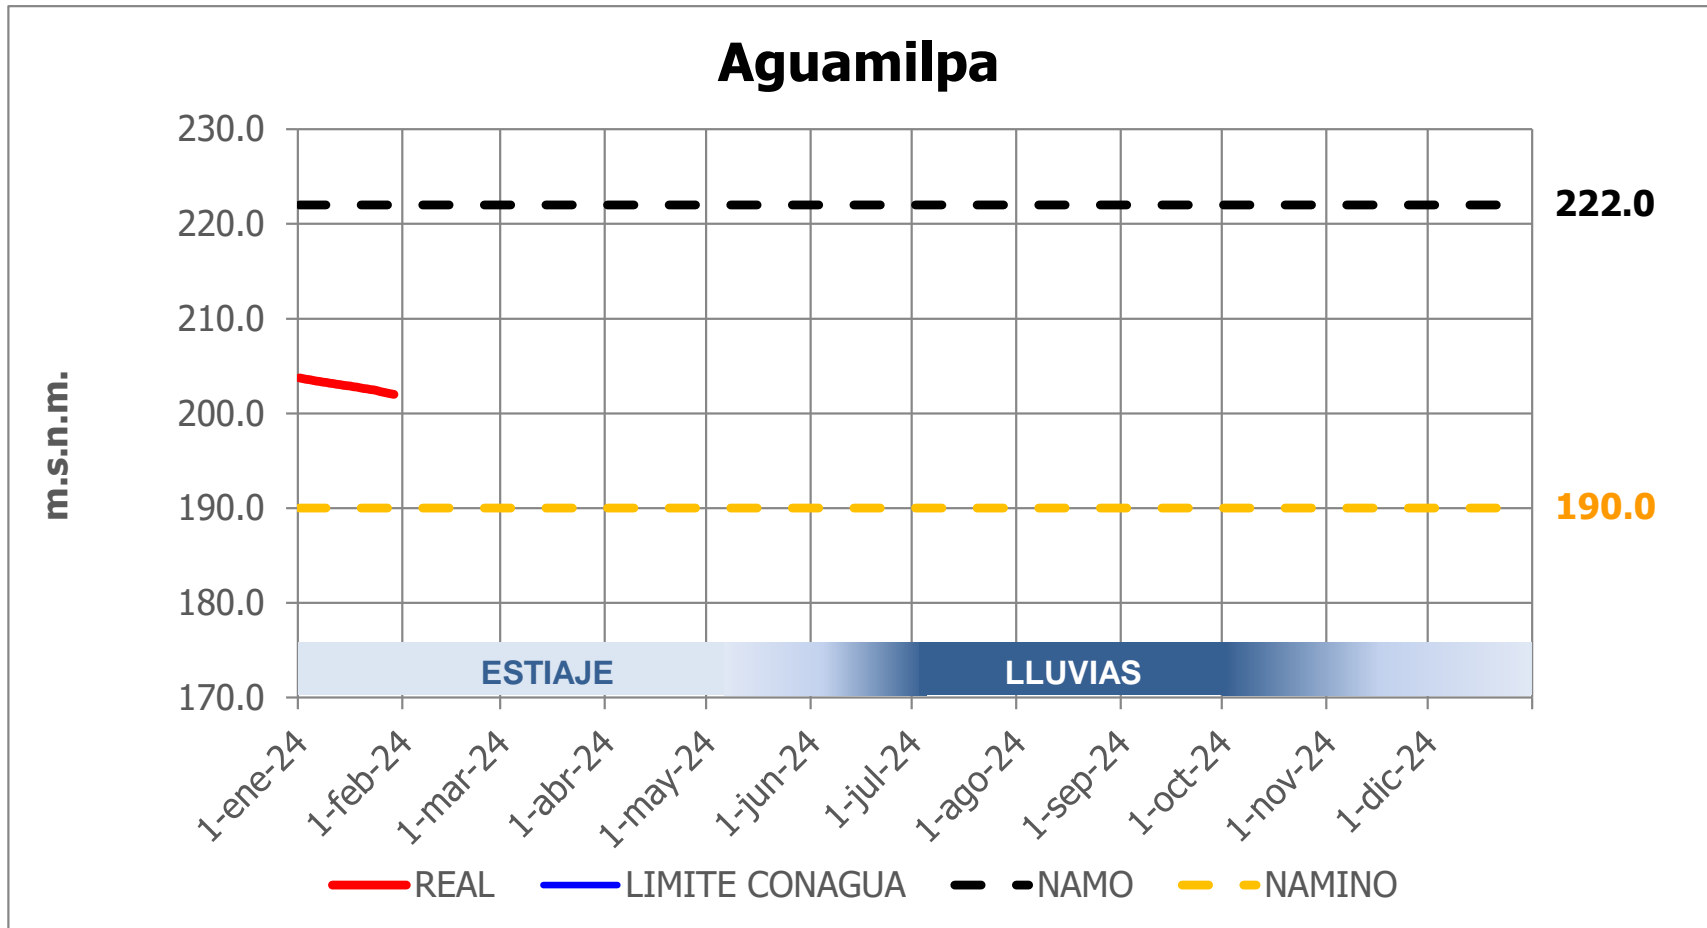 Aguamilpa
230.0
220.0
210.0
200.0
190.0
180.0
170.0
m.s.n.m.
222.0
190.0
ESTIAJE
LLUVIAS
1-ene-24
1-feb-24
1-mar-24
1-abr-24
1-may-24
1-jun-24
1-jul-24
1-ago-24
1-sep-24
1-oct-24
1-nov-24
1-dic-24
REAL
LIMITE CONAGUA
NAMO
NAMINO